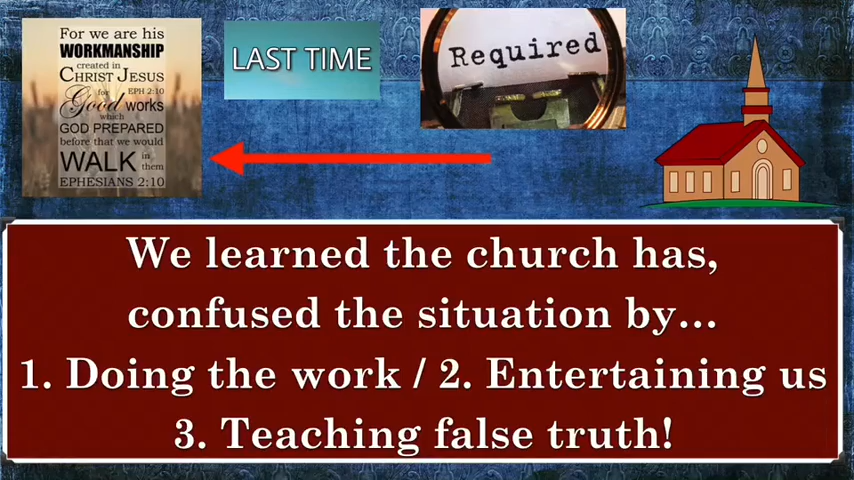 For we are his
WORKMANSHIP
created in
CHRIST JESUS
for EPH 2:10
Good works
which
GOD PREPARED
before that we would
WALK in
them
EPHESIANS 2:10
LAST TIME
Required
We learned the church has,
confused the situation by...
1. Doing the work / 2. Entertaining us
3. Teaching false truth!